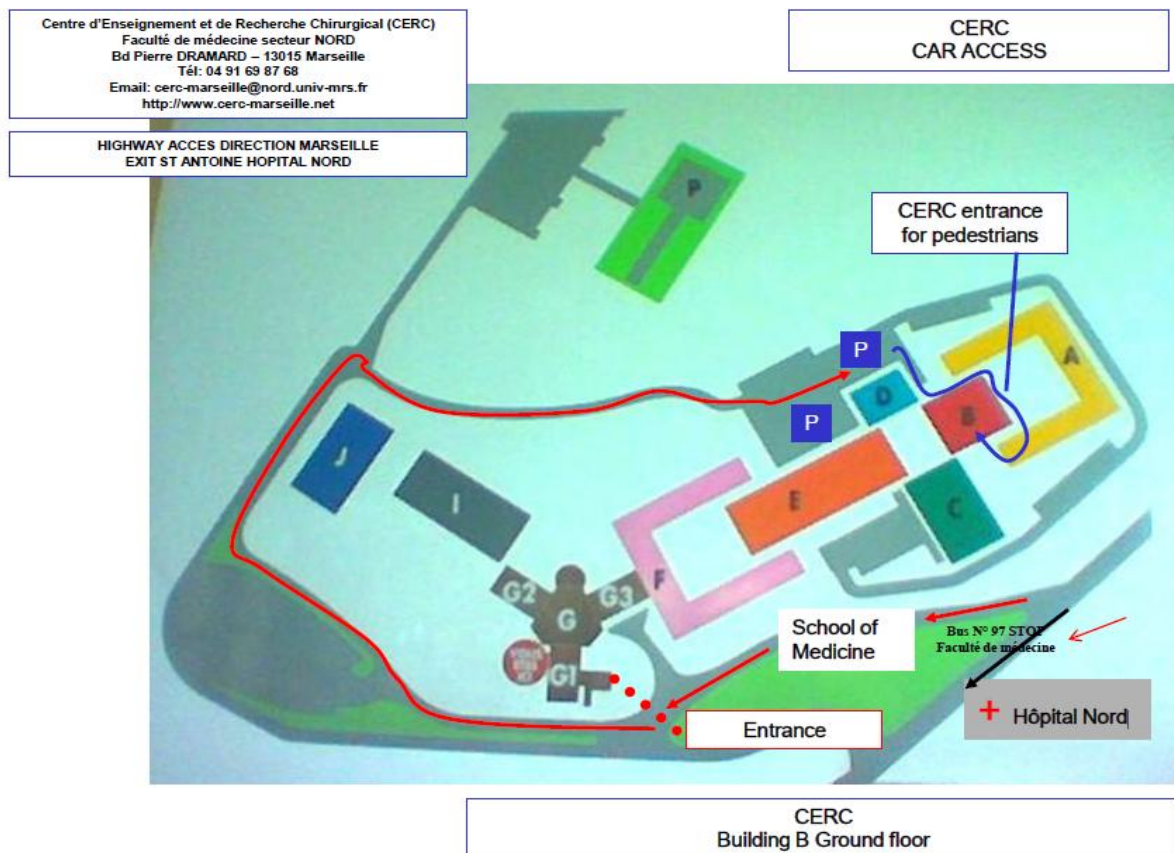 Centre d'Enseignement et de Recherche Chirurgical (CERC)
Faculté de médecine secteur NORD
Bd Pierre DRAMARD – 13015 Marseille
Tél: 04 91 69 87 68
Email: cerc-marseille@nord.univ-mrs.fr
http://www.cerc-marseille.net
CERC
CAR ACCESS
HIGHWAY ACCES DIRECTION MARSEILLE
EXIT ST ANTOINE HOPITAL NORD
P
CERC entrance
for pedestrians
P
A
D
B
P
J
I
E
C
G2
G3
F
G
G1
School of
Medicine
Bus N° 97 STOP
Faculté de médecine
Hôpital Nord
Entrance
CERC
Building B Ground floor